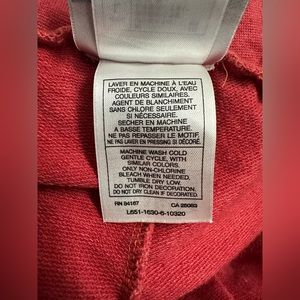 LAVER EN MACHINE À L'EAU
FROIDE, CYCLE DOUX, AVEC
COULEURS SIMILAIRES.
AGENT DE BLANCHIMENT
SANS CHLORE SEULEMENT
SI NÉCESSAIRE.
SECHER EN MACHINE
A BASSE TEMPÉRATURE.
NE PAS REPASSER LE MOTIF.
NE PAS LAVER EN PRESSING SI DÉCORÉ.
MACHINE WASH COLD
GENTLE CYCLE, WITH
SIMILAR COLORS.
ONLY NON-CHLORINE
BLEACH WHEN NEEDED.
TUMBLE DRY LOW.
DO NOT IRON DECORATION.
DO NOT DRY CLEAN IF DECORATED.
RN 84167 CA 28083
L651-1630-6-10320